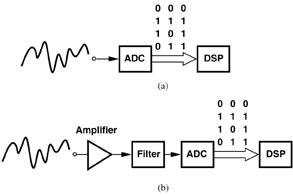 0 0 0
1 1 1
1 1 0
0 1 1
ADC
DSP
(a)
0 0 0
1 1 1
1 0 1
0 1 1
Amplifier
Filter
ADC
DSP
(b)